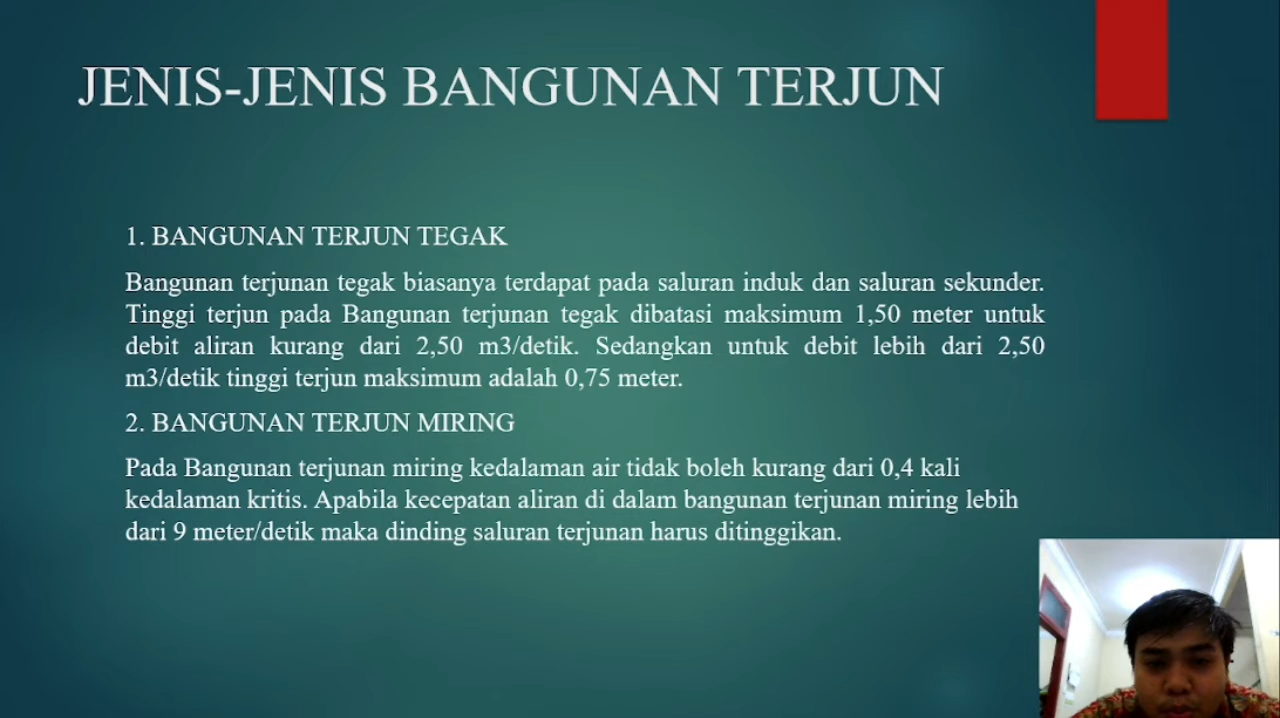 JENIS-JENIS BANGUNAN TERJUN
1. BANGUNAN TERJUN TEGAK
Bangunan terjunan tegak biasanya terdapat pada saluran induk dan saluran sekunder.
Tinggi terjun pada Bangunan terjunan tegak dibatasi maksimum 1,50 meter untuk
debit aliran kurang dari 2,50 m3/detik. Sedangkan untuk debit lebih dari 2,50
m3/detik tinggi terjun maksimum adalah 0,75 meter.
2. BANGUNAN TERJUN MIRING
Pada Bangunan terjunan miring kedalaman air tidak boleh kurang dari 0,4 kali
kedalaman kritis. Apabila kecepatan aliran di dalam bangunan terjunan miring lebih
dari 9 meter/detik maka dinding saluran terjunan harus ditinggikan.